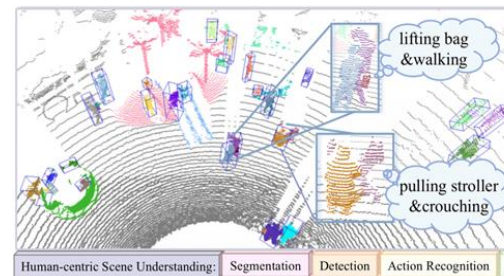 lifting bag
&walking
pulling stroller
&crouching
Human-centric Scene Understanding: Segmentation Detection Action Recognition